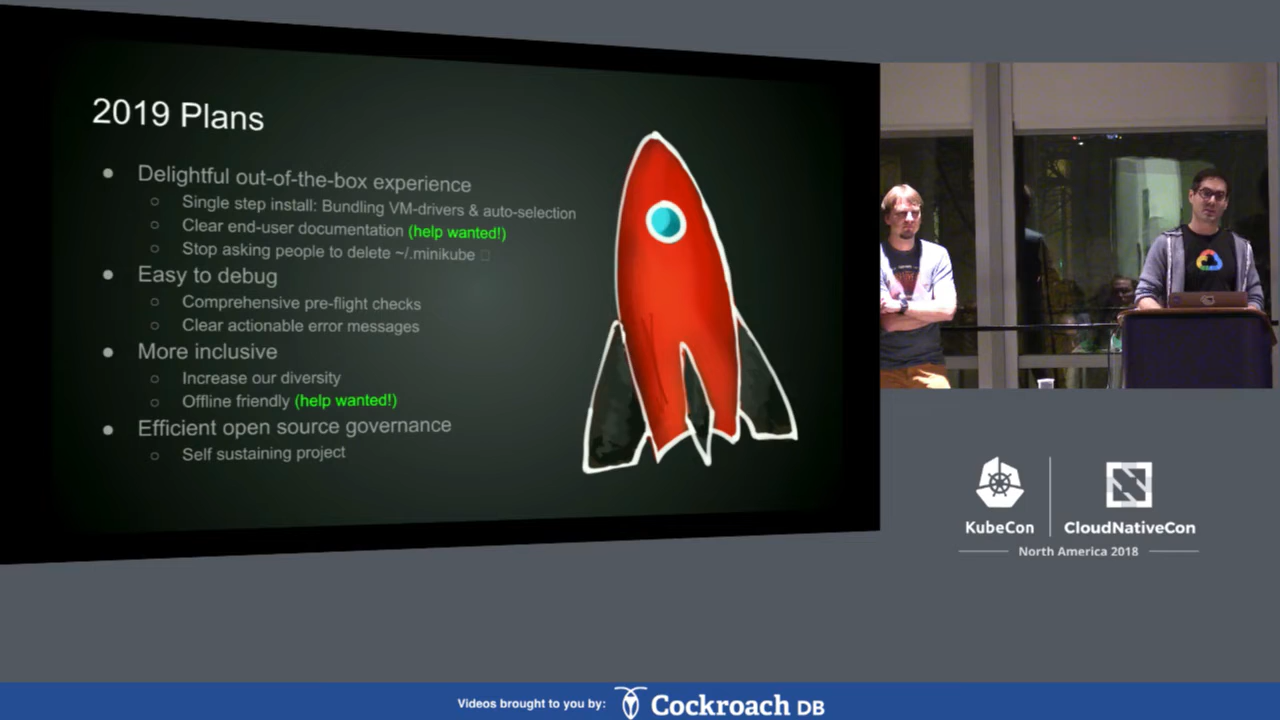 2019 Plans
● Delightful out-of-the-box experience
○ Single step install: Bundling VM-drivers & auto-selection
○ Clear end-user documentation (help wanted!)
○ Stop asking people to delete ~/.minikube
● Easy to debug
○ Comprehensive pre-flight checks
○ Clear actionable error messages
● More inclusive
○ Increase our diversity
○ Offline friendly (help wanted!)
● Efficient open source governance
○ Self sustaining project
KubeCon
CloudNativeCon
North America 2018
Videos brought to you by: Cockroach DB